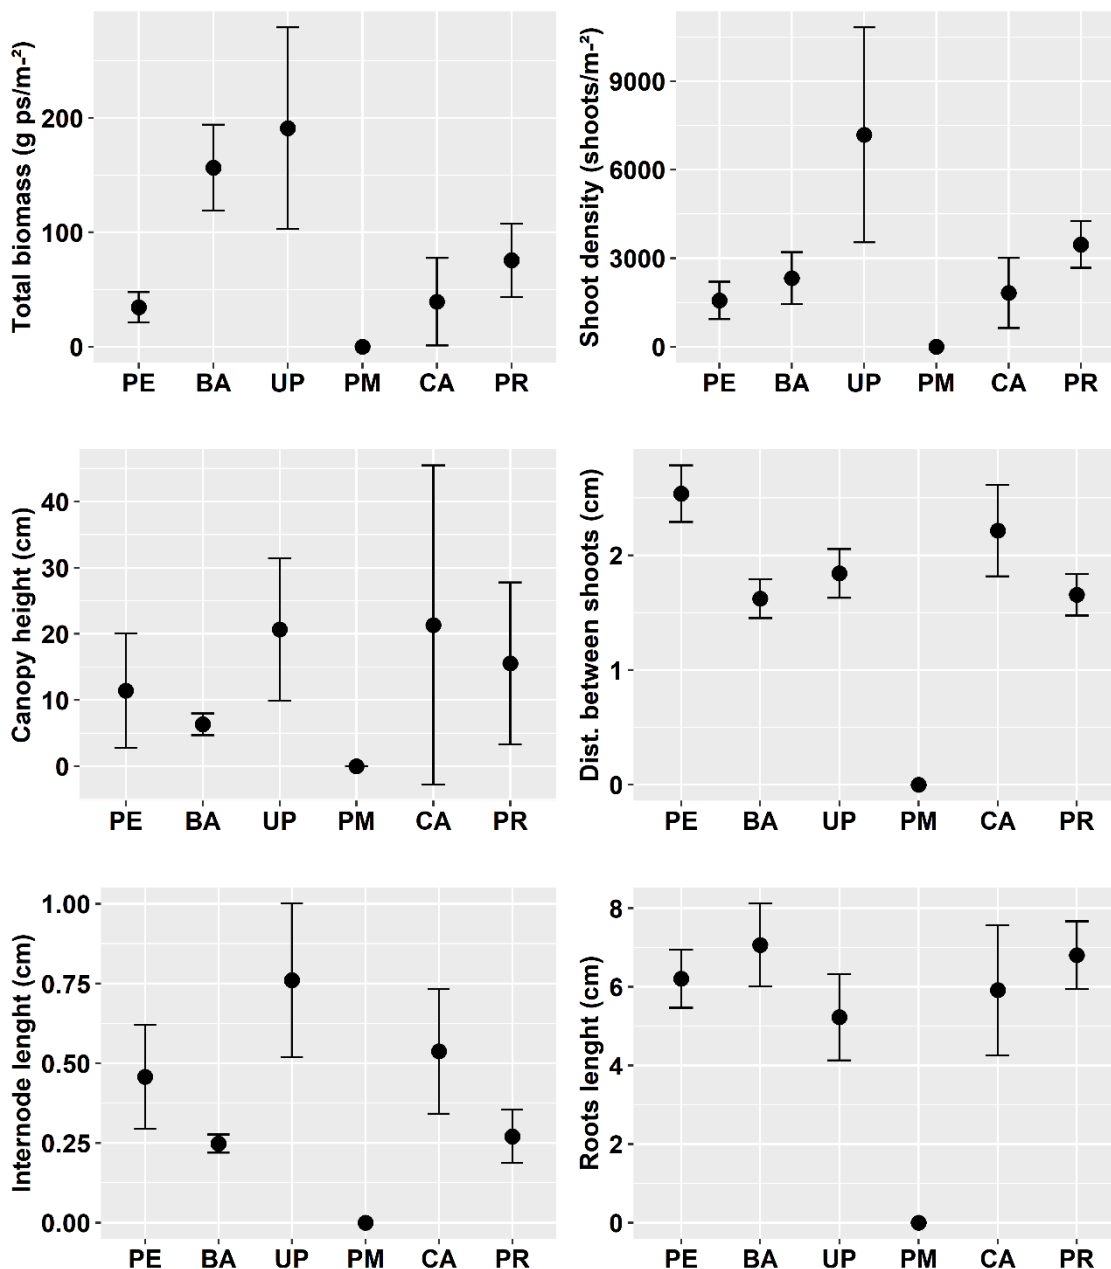 Total biomass (g ps/m-²)
200
100
0
PE BA UP PM CA PR
Shoot density (shoots/m-²)
9000
6000
3000
0
PE BA UP PM CA PR
Canopy height (cm)
40
30
20
10
0
PE BA UP PM CA PR
Dist. between shoots (cm)
2
1
0
PE BA UP PM CA PR
Internode lenght (cm)
1.00
0.75
0.50
0.25
0.00
PE BA UP PM CA PR
Roots lenght (cm)
8
6
4
2
0
PE BA UP PM CA PR